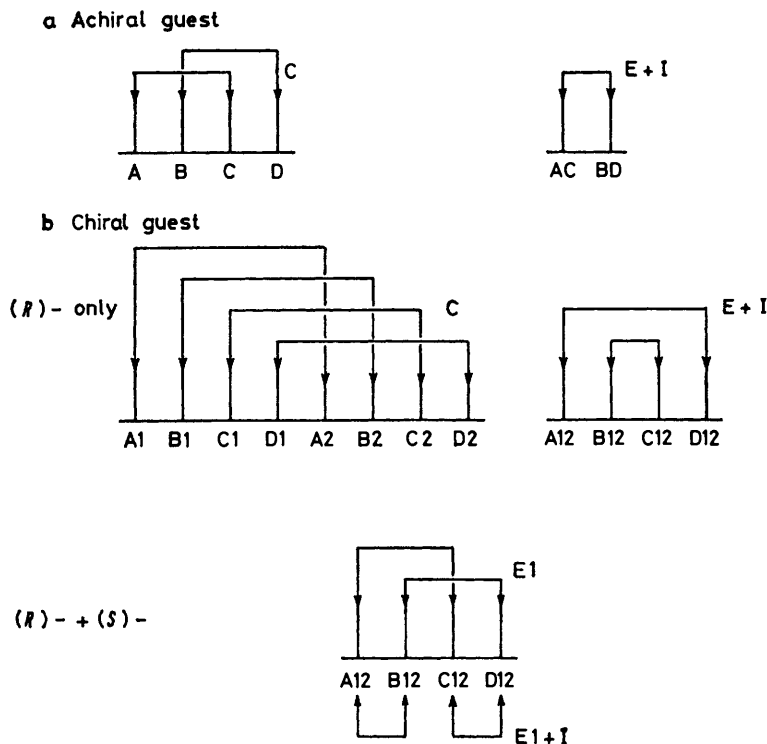 a Achiral guest
C
E + I
A B C D
AC BD
b Chiral guest
(R)- only
C
E + I
A1 B1 C1 D1 A2 B2 C2 D2
A12 B12 C12 D12
E1
(R)- + (S)-
A12 B12 C12 D12
E1 + I